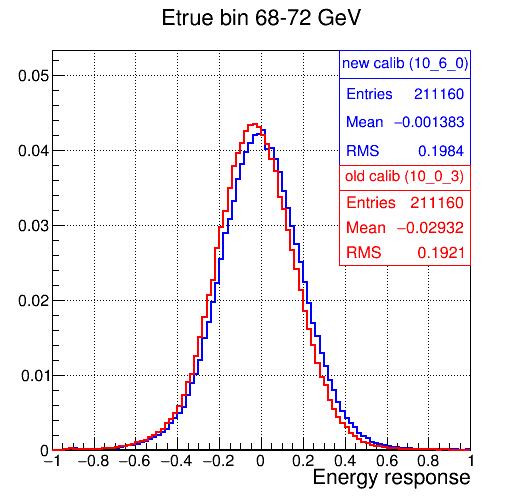 Etrue bin 68-72 GeV
new calib (10_6_0)
Entries 211160
Mean −0.001383
RMS 0.1984
old calib (10_0_3)
Entries 211160
Mean −0.02932
RMS 0.1921
0.05
0.04
0.03
0.02
0.01
0
−1 −0.8 −0.6 −0.4 −0.2 0 0.2 0.4 0.6 0.8 1
Energy response